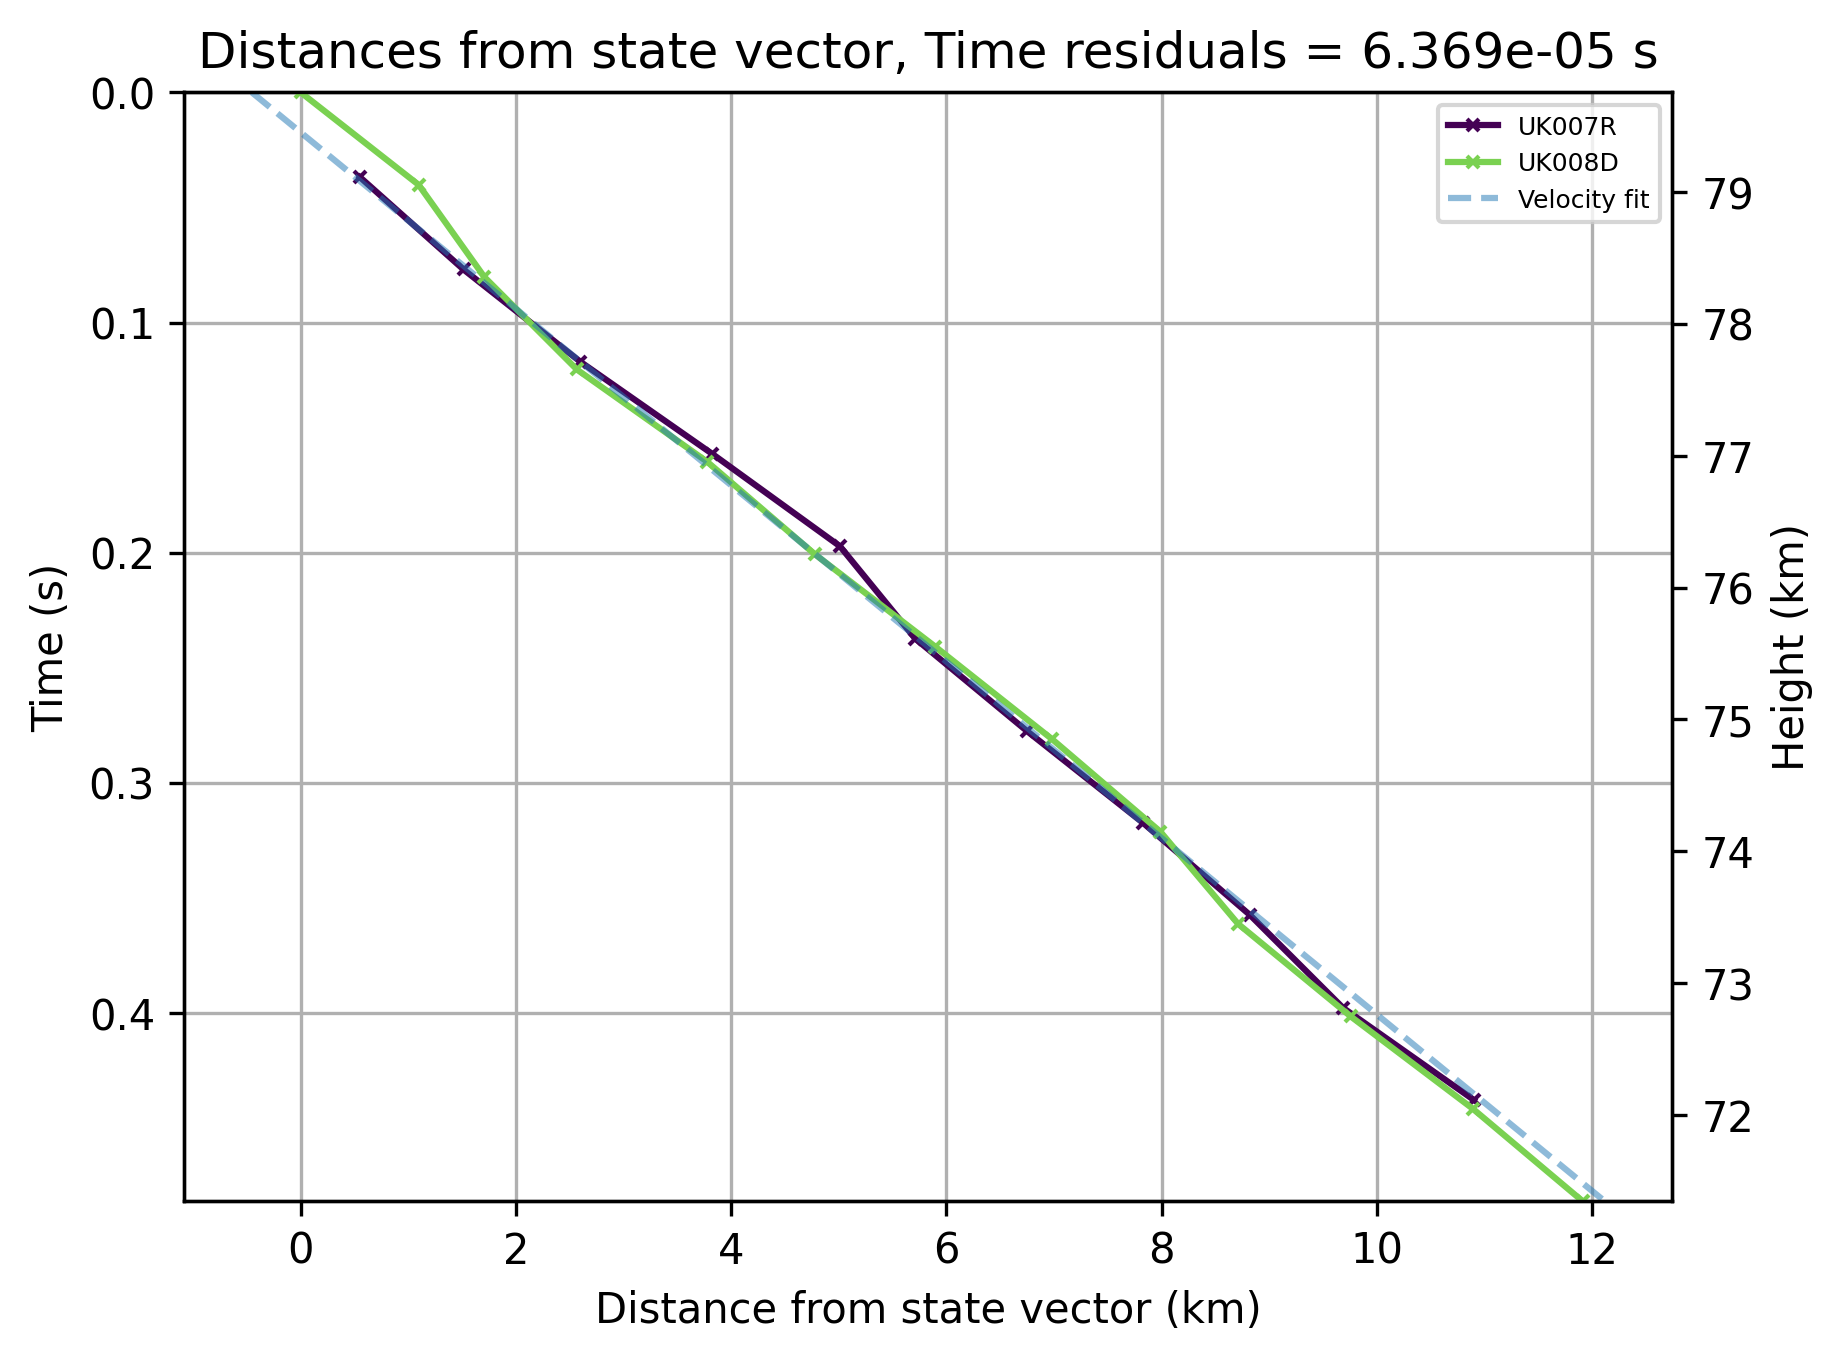 Distances from state vector, Time residuals = 6.369e-05 s
UK007R
UK008D
Velocity fit
Time (s)
0.0
0.1
0.2
0.3
0.4
79
78
77
76
75
74
73
72
Height (km)
0 2 4 6 8 10 12
Distance from state vector (km)